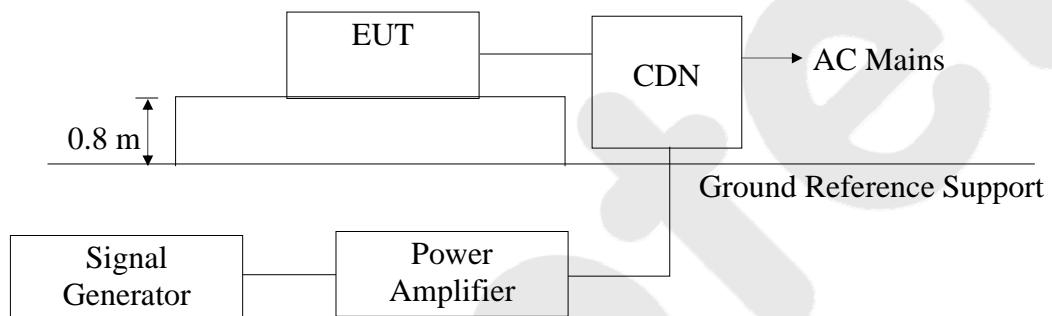 EUT
CDN
AC Mains
0.8 m
Ground Reference Support
Signal
Generator
Power
Amplifier